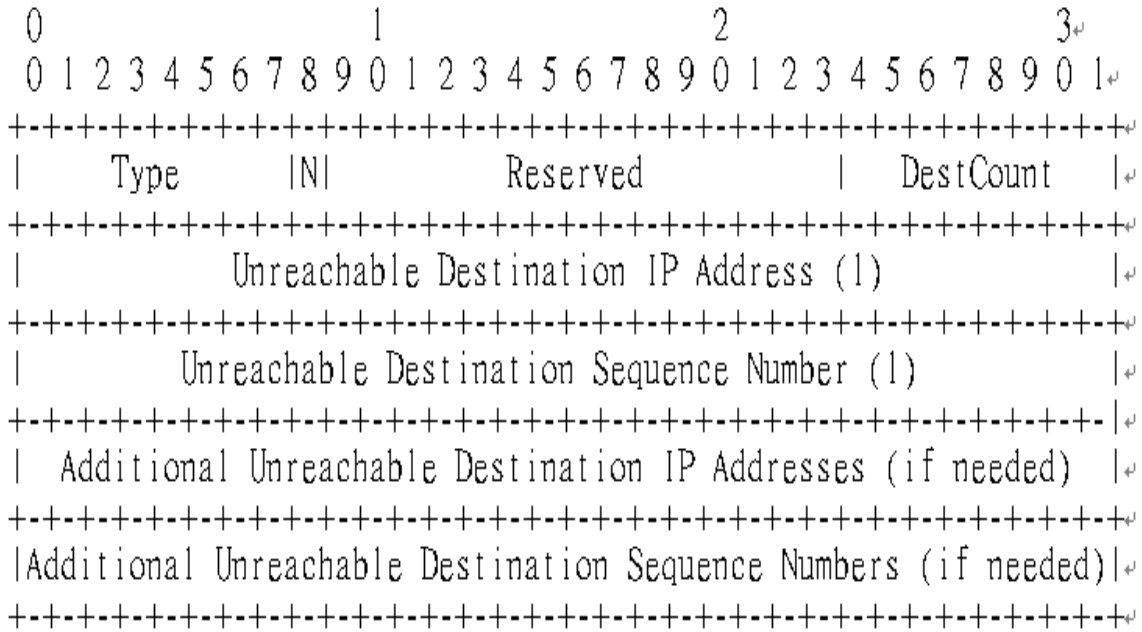 0                   1                   2                   3
0 1 2 3 4 5 6 7 8 9 0 1 2 3 4 5 6 7 8 9 0 1 2 3 4 5 6 7 8 9 0 1
+-+-+-+-+-+-+-+-+-+-+-+-+-+-+-+-+-+-+-+-+-+-+-+-+-+-+-+-+-+-+-+-+
|     Type      |N|          Reserved           |   DestCount   |
+-+-+-+-+-+-+-+-+-+-+-+-+-+-+-+-+-+-+-+-+-+-+-+-+-+-+-+-+-+-+-+-+
|            Unreachable Destination IP Address (1)             |
+-+-+-+-+-+-+-+-+-+-+-+-+-+-+-+-+-+-+-+-+-+-+-+-+-+-+-+-+-+-+-+-+
|         Unreachable Destination Sequence Number (1)           |
+-+-+-+-+-+-+-+-+-+-+-+-+-+-+-+-+-+-+-+-+-+-+-+-+-+-+-+-+-+-+-+-|
|  Additional Unreachable Destination IP Addresses (if needed)  |
+-+-+-+-+-+-+-+-+-+-+-+-+-+-+-+-+-+-+-+-+-+-+-+-+-+-+-+-+-+-+-+-+
|Additional Unreachable Destination Sequence Numbers (if needed)|
+-+-+-+-+-+-+-+-+-+-+-+-+-+-+-+-+-+-+-+-+-+-+-+-+-+-+-+-+-+-+-+-+